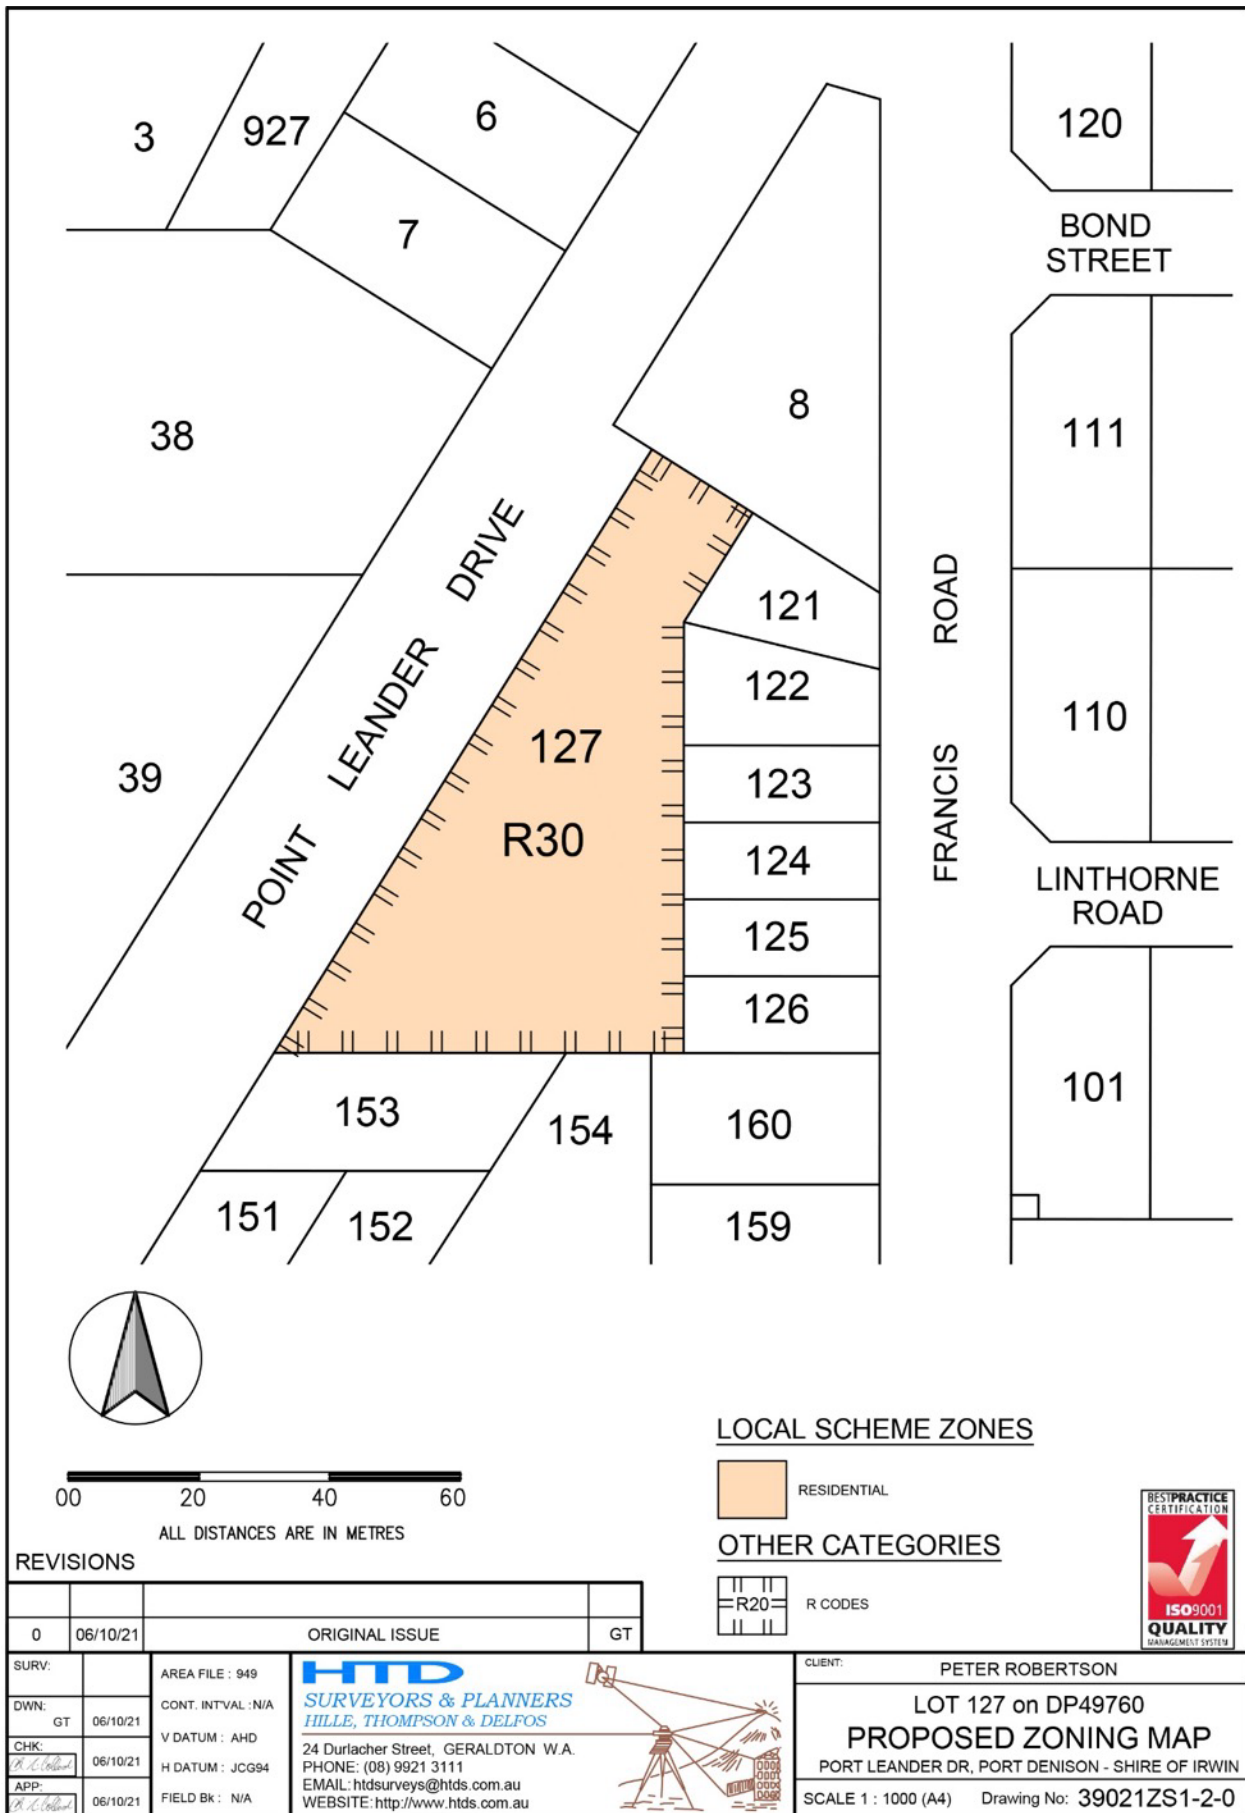 3
927
6
120
BOND
STREET
7
8
38
111
POINT LEANDER DRIVE
121
FRANCIS ROAD
122
127
110
39
123
R30
124
LINTHORNE
ROAD
125
126
101
153
154
160
151
152
159
00 20 40 60
ALL DISTANCES ARE IN METRES
LOCAL SCHEME ZONES
RESIDENTIAL
OTHER CATEGORIES
R20
R CODES
BESTPRACTICE
CERTIFICATION
ISO9001
QUALITY
MANAGEMENT SYSTEM
REVISIONS
0 06/10/21 ORIGINAL ISSUE GT
SURV:
DWN:
GT 06/10/21
CHK:
06/10/21
APP:
06/10/21
AREA FILE : 949
CONT. INT'VAL : N/A
V DATUM : AHD
H DATUM : JCG94
FIELD Bk : N/A
HTD
SURVEYORS & PLANNERS
HILLE, THOMPSON & DELFOS
24 Durlacher Street, GERALDTON W.A.
PHONE: (08) 9921 3111
EMAIL: htdsurveys@htds.com.au
WEBSITE: http://www.htds.com.au
CLIENT: PETER ROBERTSON
LOT 127 on DP49760
PROPOSED ZONING MAP
PORT LEANDER DR, PORT DENISON - SHIRE OF IRWIN
SCALE 1 : 1000 (A4) Drawing No: 39021ZS1-2-0